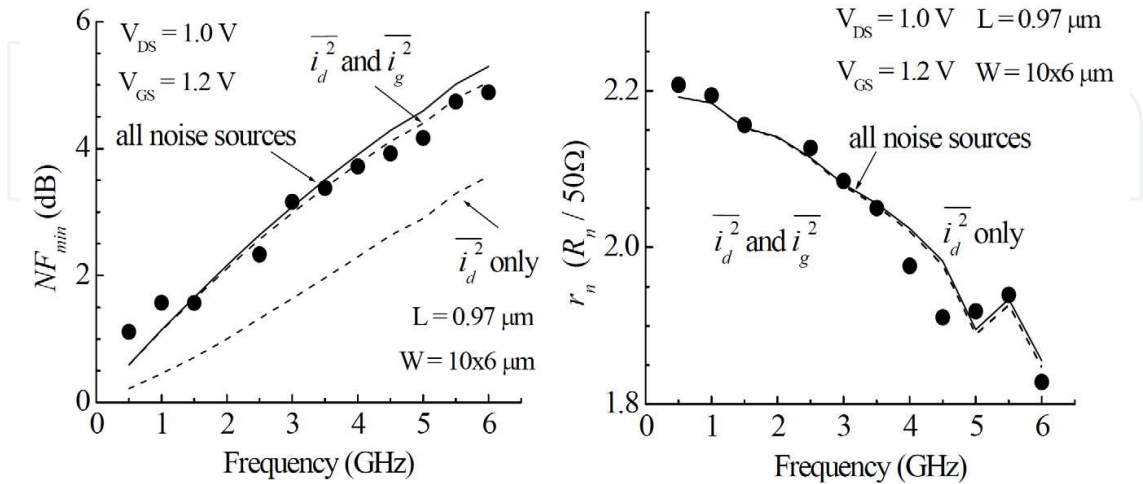 V_DS = 1.0 V
V_GS = 1.2 V
i_d^2 and i_g^2
all noise sources
i_d^2 only
L = 0.97 μm
W = 10x6 μm
NF_min (dB)
6
4
2
0
0 1 2 3 4 5 6
Frequency (GHz)
V_DS = 1.0 V L = 0.97 μm
V_GS = 1.2 V W = 10x6 μm
all noise sources
i_d^2 and i_g^2
i_d^2 only
r_n (R_n / 50Ω)
2.2
2.0
1.8
0 1 2 3 4 5 6
Frequency (GHz)